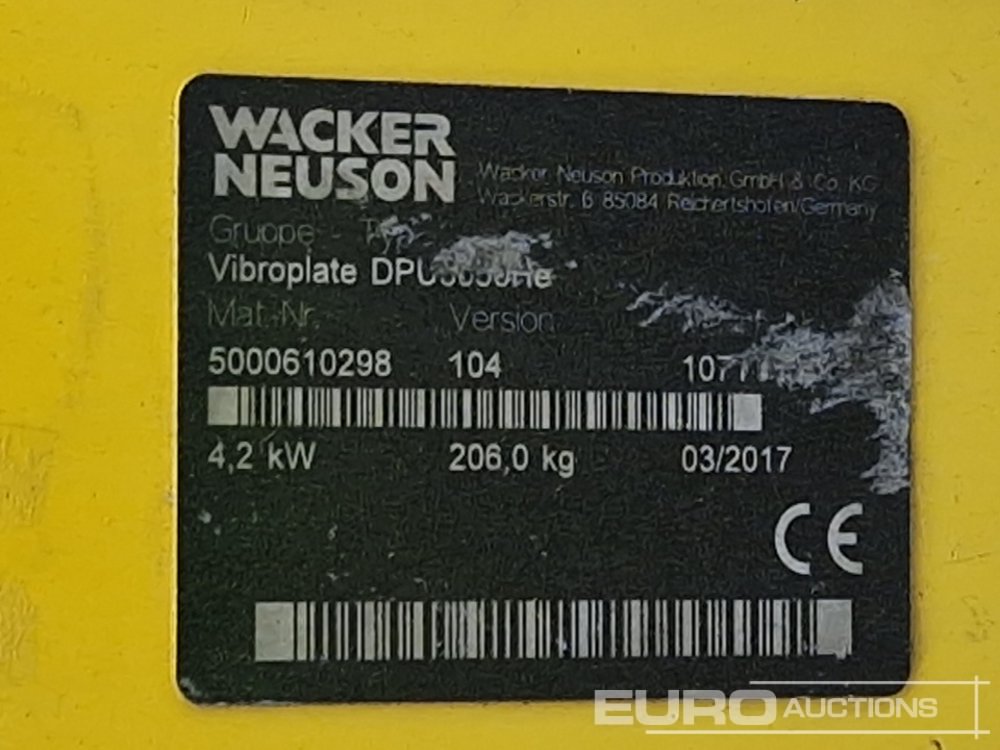 WACKER
NEUSON
Wacker Neuson Produktion GmbH & Co. KG
Wackerstr. 6 85084 Reichertshofen/Germany
Gruppe -
Vibroplate
Mat.-Nr. Version
5000610298 104
4,2 kW 206,0 kg 03/2017
CE
EURO AUCTIONS